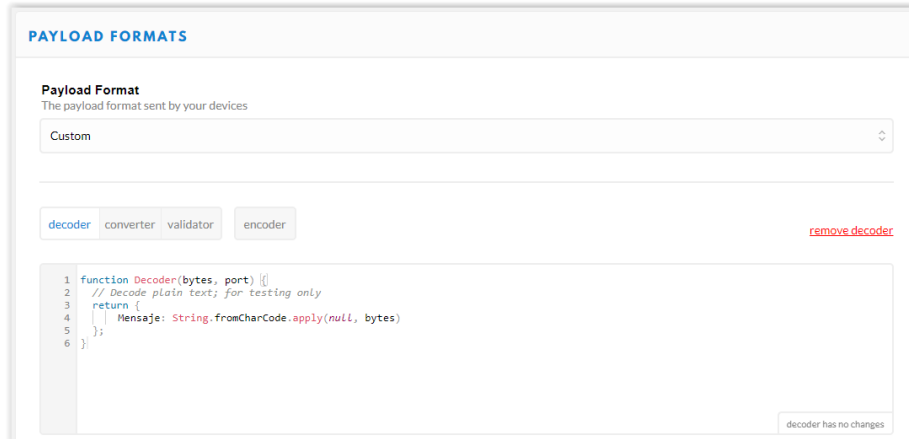 PAYLOAD FORMATS
Payload Format
The payload format sent by your devices
Custom
decoder converter validator encoder
remove decoder
1 function Decoder(bytes, port) {
2 // Decode plain text; for testing only
3 return {
4 Mensaje: String.fromCharCode.apply(null, bytes)
5 };
6 }
decoder has no changes